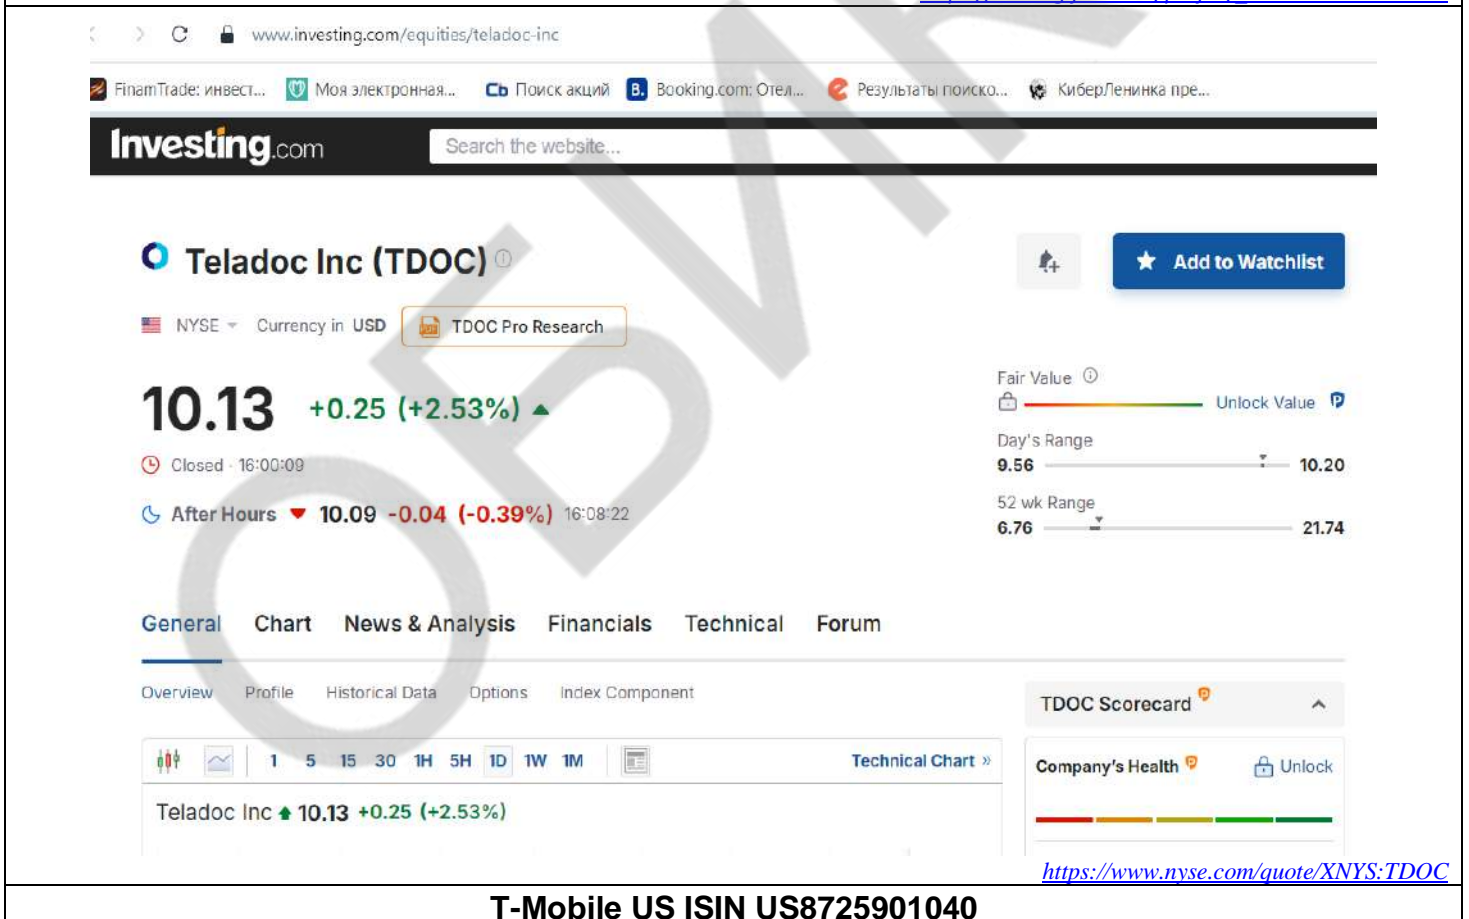 www.investing.com/equities/teladoc-inc
FinamTrade: инвест... Моя электронная... Сb Поиск акций B. Booking.com: Отел... Результаты поиско... КиберЛенинка пре...
Investing.com Search the website...
Teladoc Inc (TDOC)
Add to Watchlist
NYSE Currency in USD TDOC Pro Research
10.13 +0.25 (+2.53%)
Fair Value
Unlock Value
Closed · 16:00:09
Day's Range
9.56 10.20
After Hours 10.09 -0.04 (-0.39%) 16:08:22
52 wk Range
6.76 21.74
General Chart News & Analysis Financials Technical Forum
Overview Profile Historical Data Options Index Component
TDOC Scorecard
1 5 15 30 1H 5H 1D 1W 1M Technical Chart »
Company's Health Unlock
Teladoc Inc 10.13 +0.25 (+2.53%)
https://www.nyse.com/quote/XNYS:TDOC
T-Mobile US ISIN US8725901040